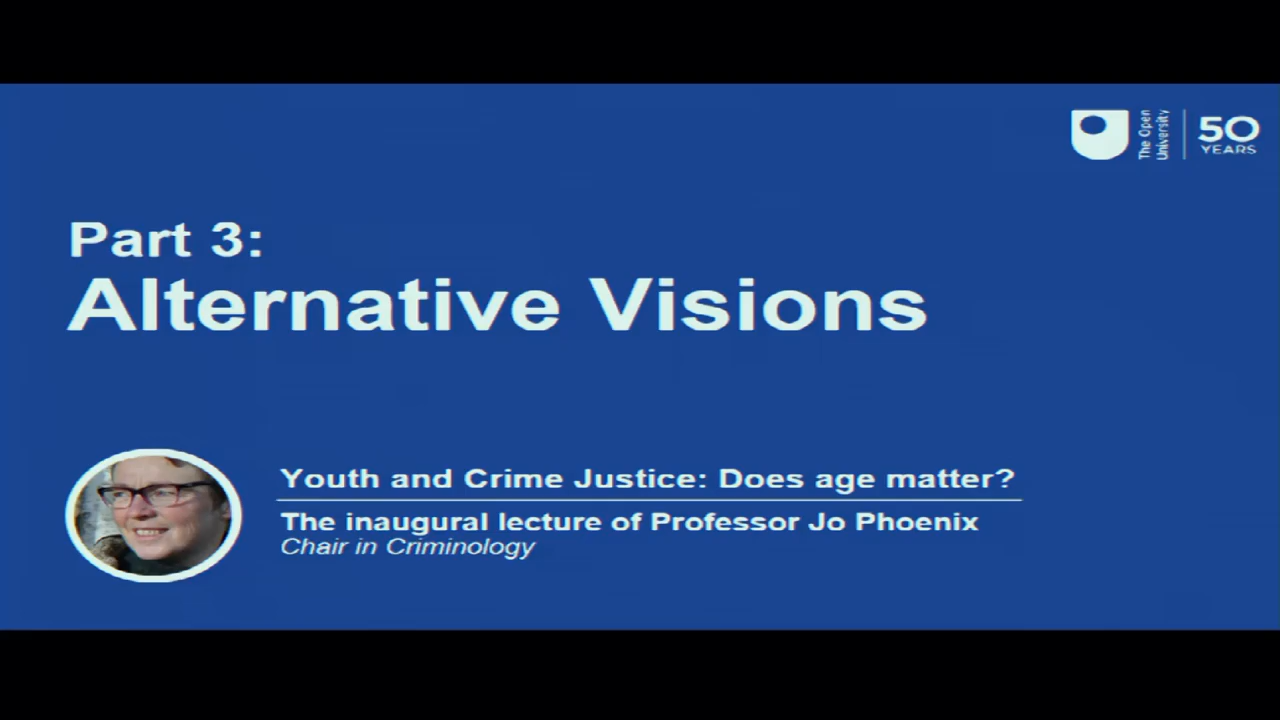 The Open
University
50
YEARS
Part 3:
Alternative Visions
Youth and Crime Justice: Does age matter?
The inaugural lecture of Professor Jo Phoenix
Chair in Criminology